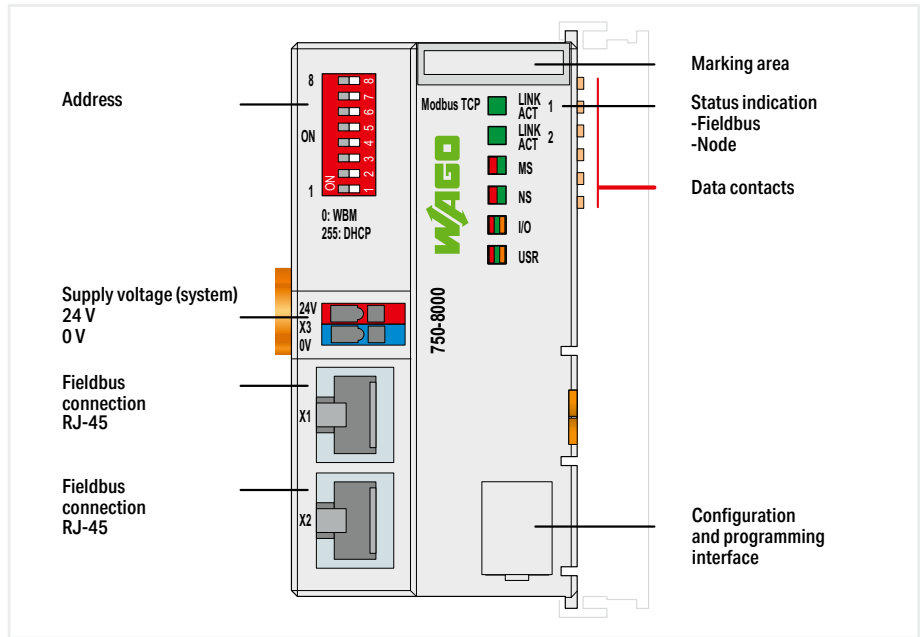 Address
Supply voltage (system)
24 V
0 V
Fieldbus
connection
RJ-45
Fieldbus
connection
RJ-45
8
ON
1
ON
1 2 3 4 5 6 7 8
0: WBM
255: DHCP
24V
X3
0V
X1
X2
Modbus TCP
LINK
ACT 1
LINK
ACT 2
MS
NS
I/O
USR
WAGO
750-8000
Marking area
Status indication
-Fieldbus
-Node
Data contacts
Configuration
and programming
interface